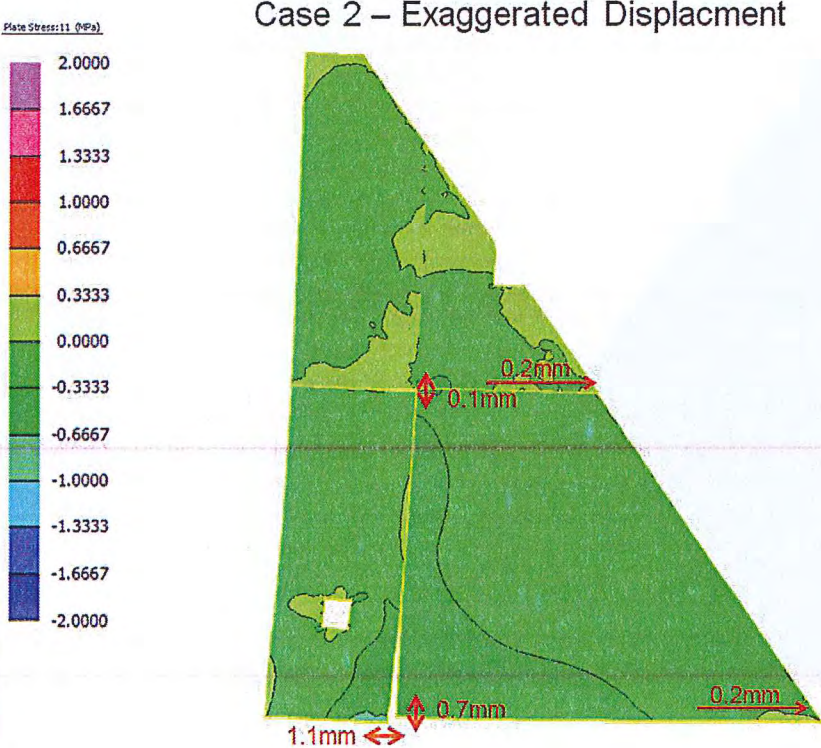 Case 2 – Exaggerated Displacment
Plate Stress:11 (MPa)
2.0000
1.6667
1.3333
1.0000
0.6667
0.3333
0.0000
-0.3333
-0.6667
-1.0000
-1.3333
-1.6667
-2.0000
0.2mm
0.1mm
0.2mm
0.7mm
1.1mm